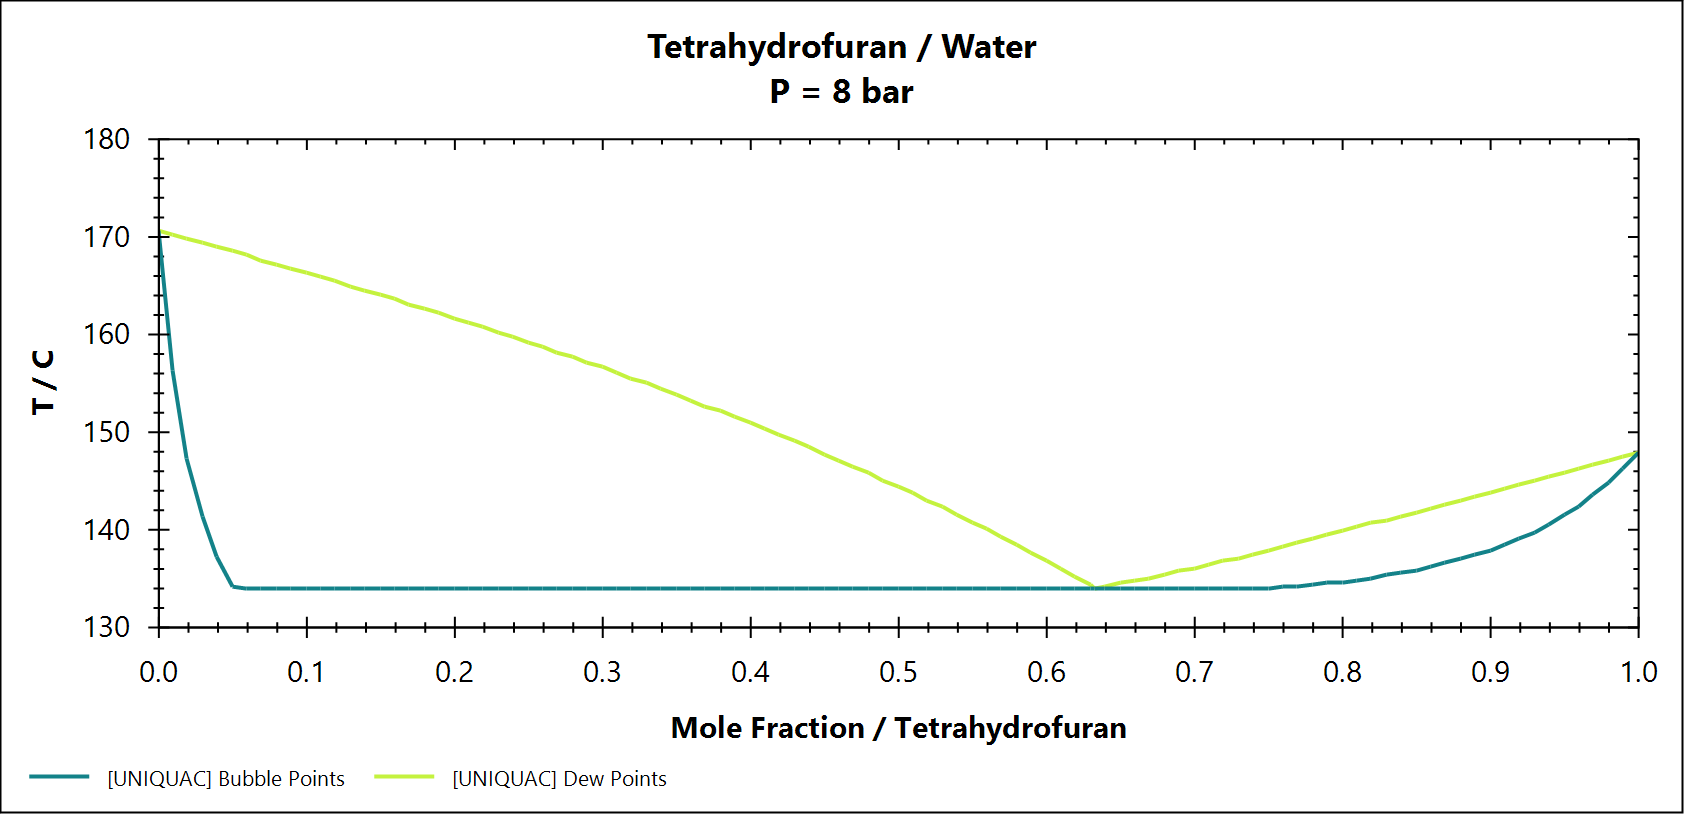 Tetrahydrofuran / Water
P = 8 bar
180
170
160
150
140
130
T / C
0.0 0.1 0.2 0.3 0.4 0.5 0.6 0.7 0.8 0.9 1.0
Mole Fraction / Tetrahydrofuran
[UNIQUAC] Bubble Points [UNIQUAC] Dew Points